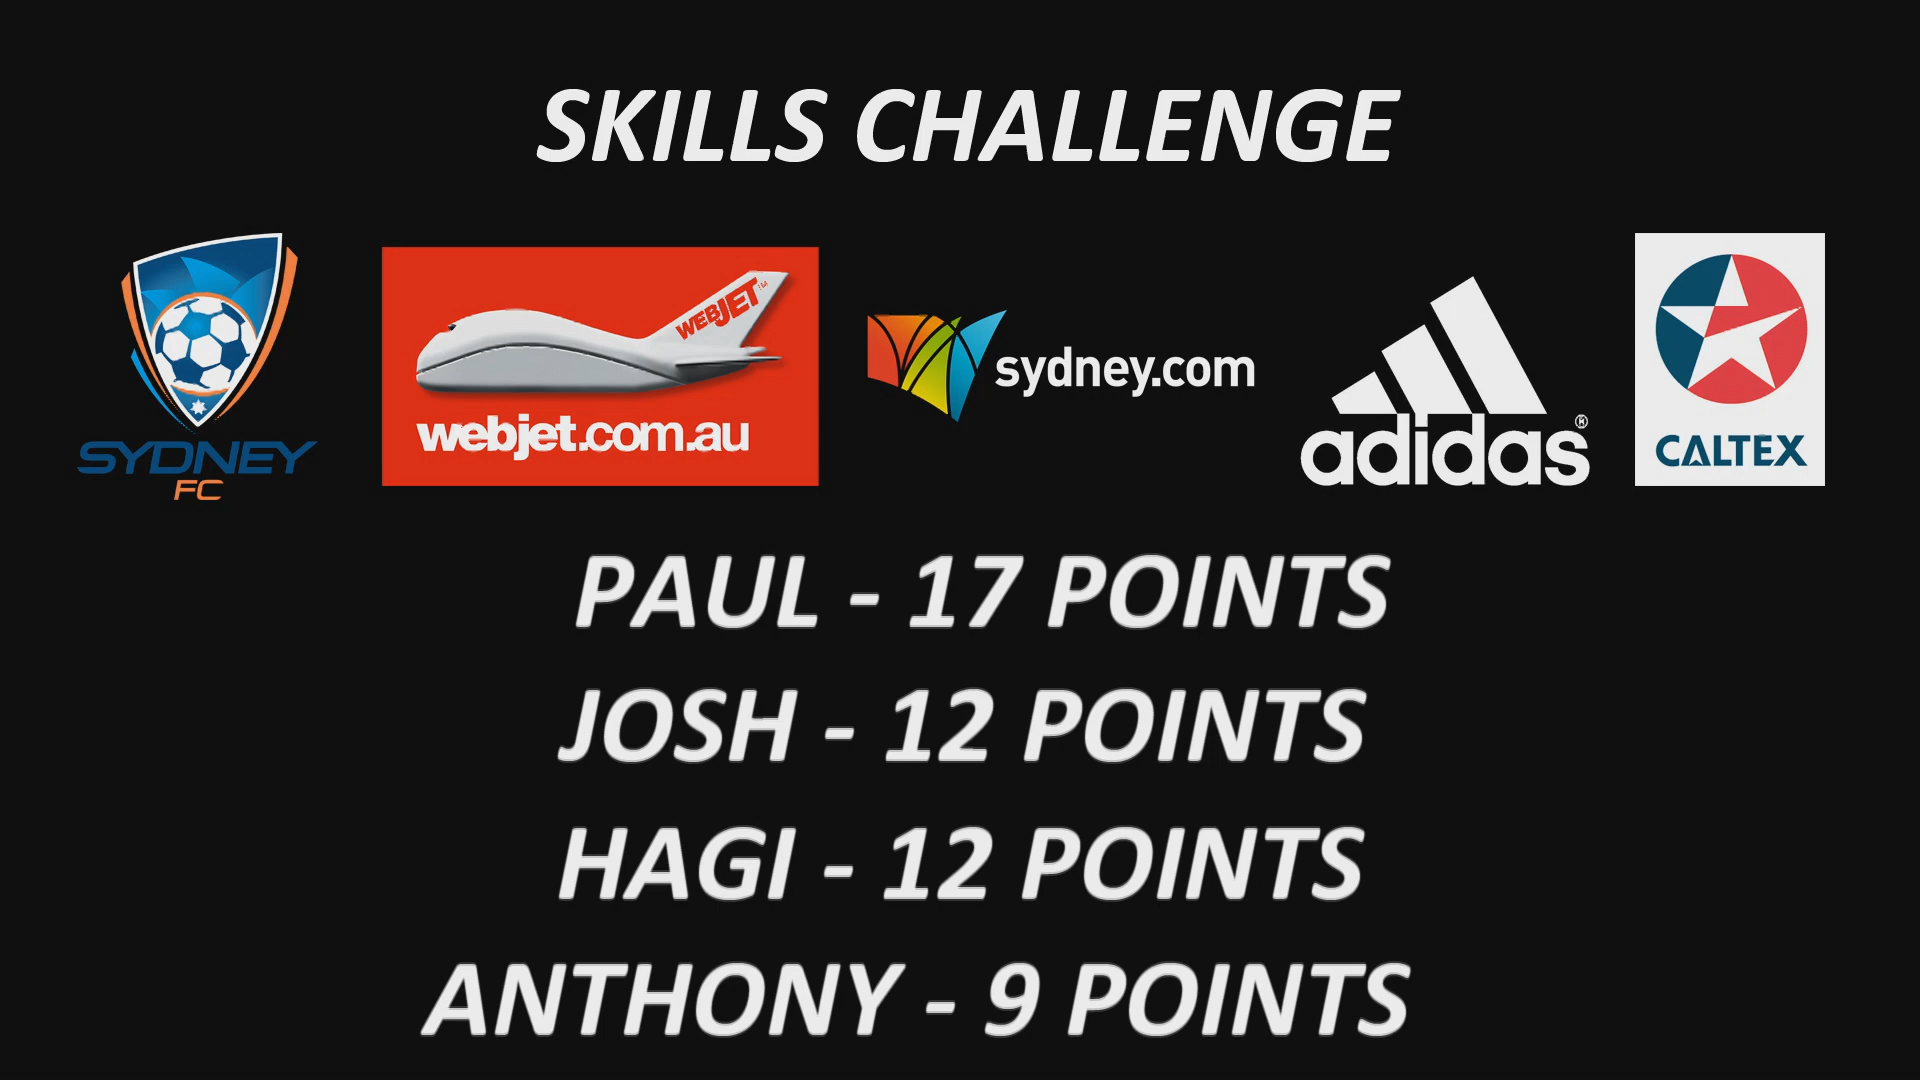 SKILLS CHALLENGE
SYDNEY
FC
WEBJET™
webjet.com.au
sydney.com
adidas®
CALTEX
PAUL - 17 POINTS
JOSH - 12 POINTS
HAGI - 12 POINTS
ANTHONY - 9 POINTS